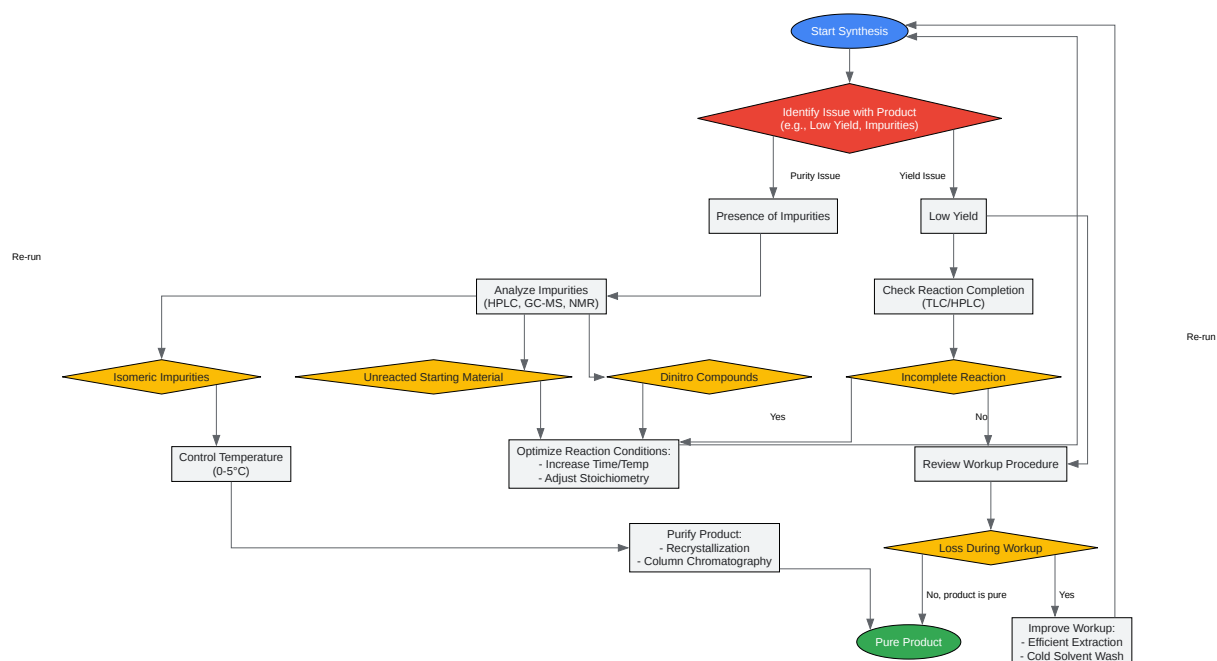 Start Synthesis
Identify Issue with Product
(e.g., Low Yield, Impurities)
Purity Issue
Yield Issue
Presence of Impurities
Low Yield
Re-run
Analyze Impurities
(HPLC, GC-MS, NMR)
Check Reaction Completion
(TLC/HPLC)
Re-run
Isomeric Impurities
Unreacted Starting Material
Dinitro Compounds
Incomplete Reaction
Yes
No
Control Temperature
(0-5°C)
Optimize Reaction Conditions:
- Increase Time/Temp
- Adjust Stoichiometry
Review Workup Procedure
Purify Product:
- Recrystallization
- Column Chromatography
Loss During Workup
No, product is pure
Yes
Pure Product
Improve Workup:
- Efficient Extraction
- Cold Solvent Wash